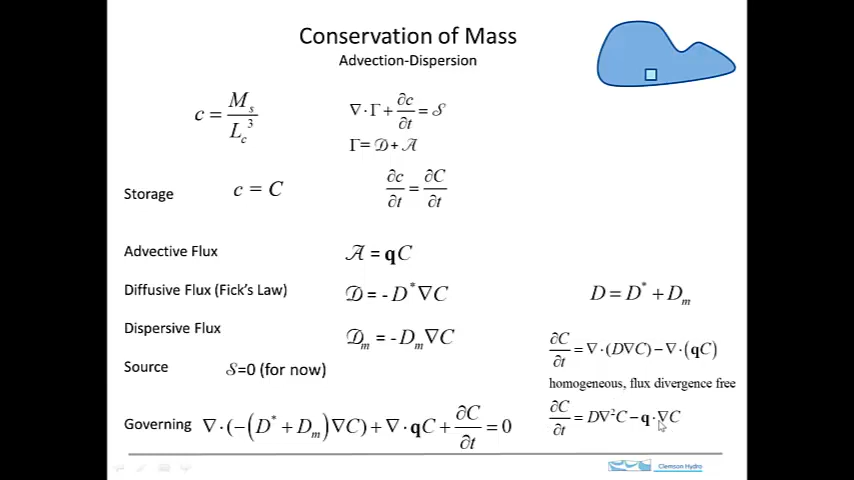 Conservation of Mass
Advection-Dispersion
c = M_s / L_c^3
∇·Γ + ∂c/∂t = 𝒮
Γ = 𝒟 + 𝒜
Storage c = C ∂c/∂t = ∂C/∂t
Advective Flux 𝒜 = qC
Diffusive Flux (Fick's Law) 𝒟 = - D^*∇C D = D^* + D_m
Dispersive Flux 𝒟_m = - D_m∇C
∂C/∂t = ∇·(D∇C) − ∇·(qC)
Source 𝒮=0 (for now)
homogeneous, flux divergence free
∂C/∂t = D∇²C − q·∇C
Governing ∇·(−(D^* + D_m)∇C) + ∇·qC + ∂C/∂t = 0
Clemson Hydro